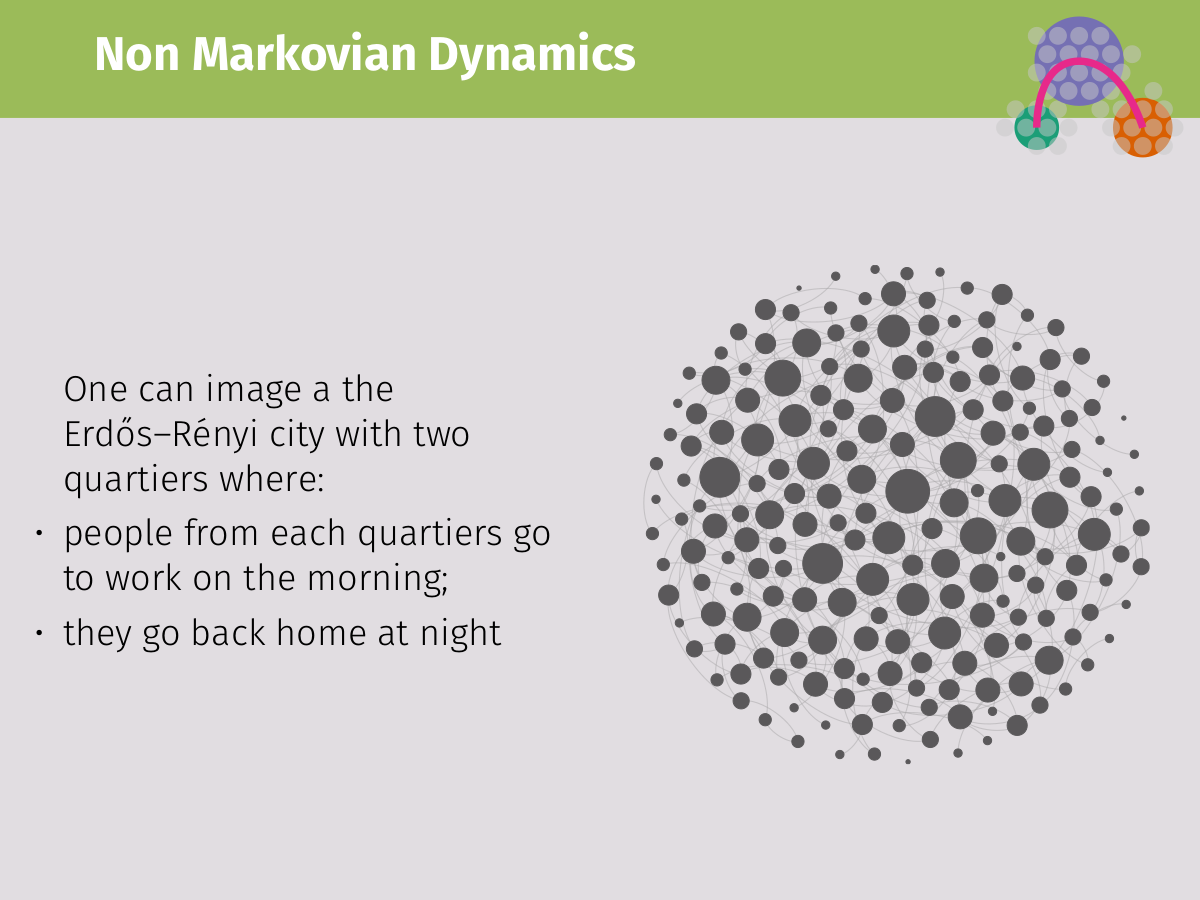 Non Markovian Dynamics
One can image a the
Erdős–Rényi city with two
quartiers where:
• people from each quartiers go
to work on the morning;
• they go back home at night